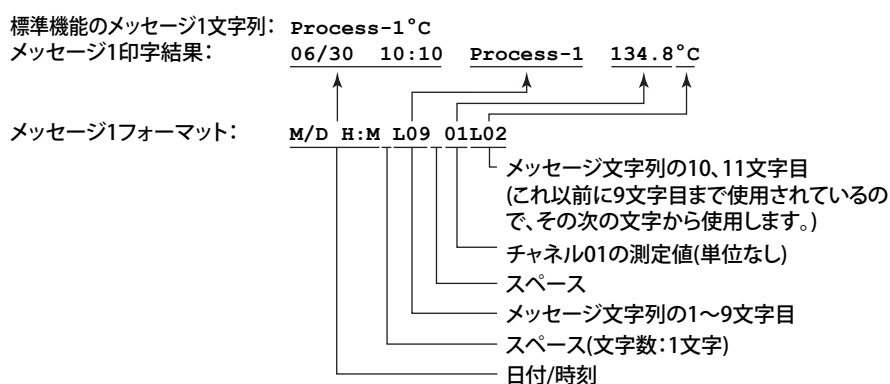 標準機能のメッセージ1文字列: Process-1°C
メッセージ1印字結果: 06/30 10:10 Process-1 134.8°C
メッセージ1フォーマット: M/D H:M L09 01L02
メッセージ文字列の10、11文字目
(これ以前に9文字目まで使用されているの
で、その次の文字から使用します。)
チャネル01の測定値(単位なし)
スペース
メッセージ文字列の1〜9文字目
スペース(文字数:1文字)
日付/時刻